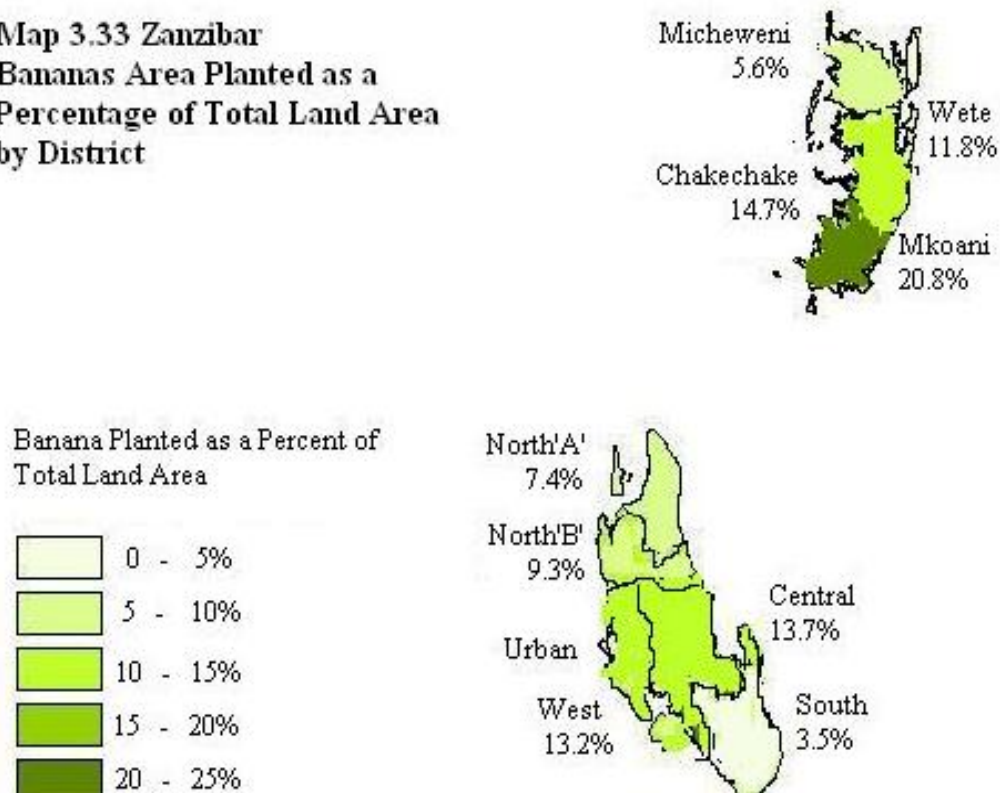 Map 3.33 Zanzibar
Bananas Area Planted as a
Percentage of Total Land Area
by District
Micheweni
5.6%
Wete
11.8%
Chakechake
14.7%
Mkoani
20.8%
Banana Planted as a Percent of
Total Land Area
0 - 5%
5 - 10%
10 - 15%
15 - 20%
20 - 25%
North'A'
7.4%
North'B'
9.3%
Central
13.7%
Urban
West
13.2%
South
3.5%